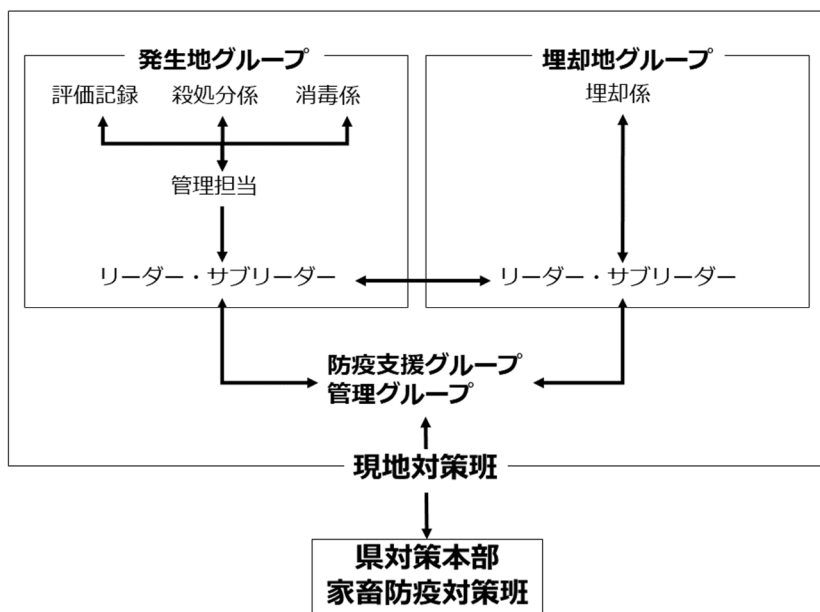 発生地グループ
評価記録
殺処分係
消毒係
管理担当
リーダー・サブリーダー
埋却地グループ
埋却係
リーダー・サブリーダー
防疫支援グループ
管理グループ
現地対策班
県対策本部
家畜防疫対策班